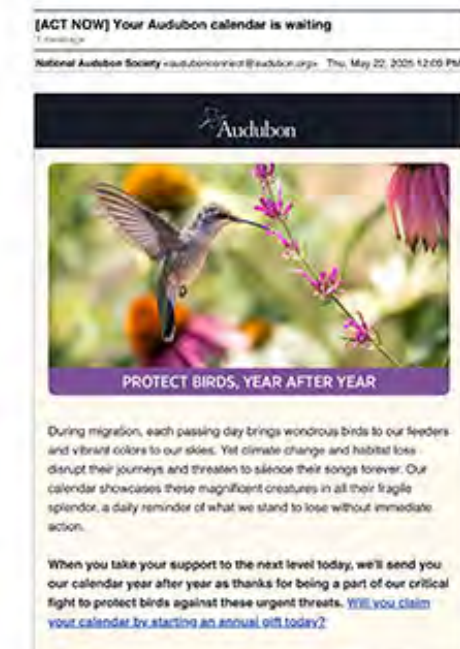 [ACT NOW] Your Audubon calendar is waiting
1 message
National Audubon Society <audubonconnect@audubon.org> Thu, May 22, 2025 12:00 PM
Audubon
PROTECT BIRDS, YEAR AFTER YEAR
During migration, each passing day brings wondrous birds to our feeders
and vibrant colors to our skies. Yet climate change and habitat loss
disrupt their journeys and threaten to silence their songs forever. Our
calendar showcases these magnificent creatures in all their fragile
splendor, a daily reminder of what we stand to lose without immediate
action.
When you take your support to the next level today, we'll send you
our calendar year after year as thanks for being a part of our critical
fight to protect birds against these urgent threats. Will you claim
your calendar by starting an annual gift today?